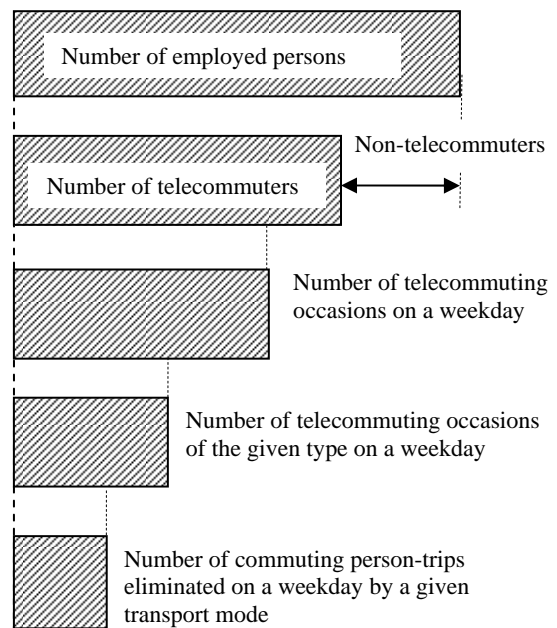 Number of employed persons
Non-telecommuters
Number of telecommuters
Number of telecommuting
occasions on a weekday
Number of telecommuting occasions
of the given type on a weekday
Number of commuting person-trips
eliminated on a weekday by a given
transport mode